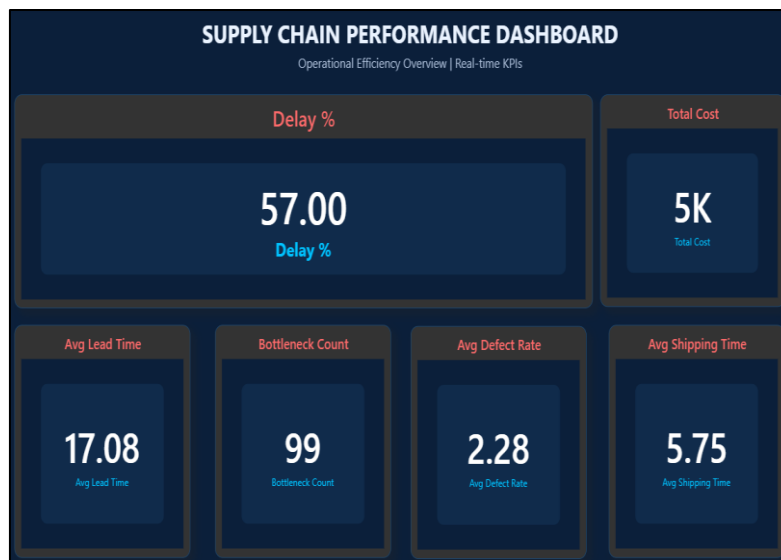 SUPPLY CHAIN PERFORMANCE DASHBOARD
Operational Efficiency Overview | Real-time KPIs
Delay %
57.00
Delay %
Total Cost
5K
Total Cost
Avg Lead Time
17.08
Avg Lead Time
Bottleneck Count
99
Bottleneck Count
Avg Defect Rate
2.28
Avg Defect Rate
Avg Shipping Time
5.75
Avg Shipping Time